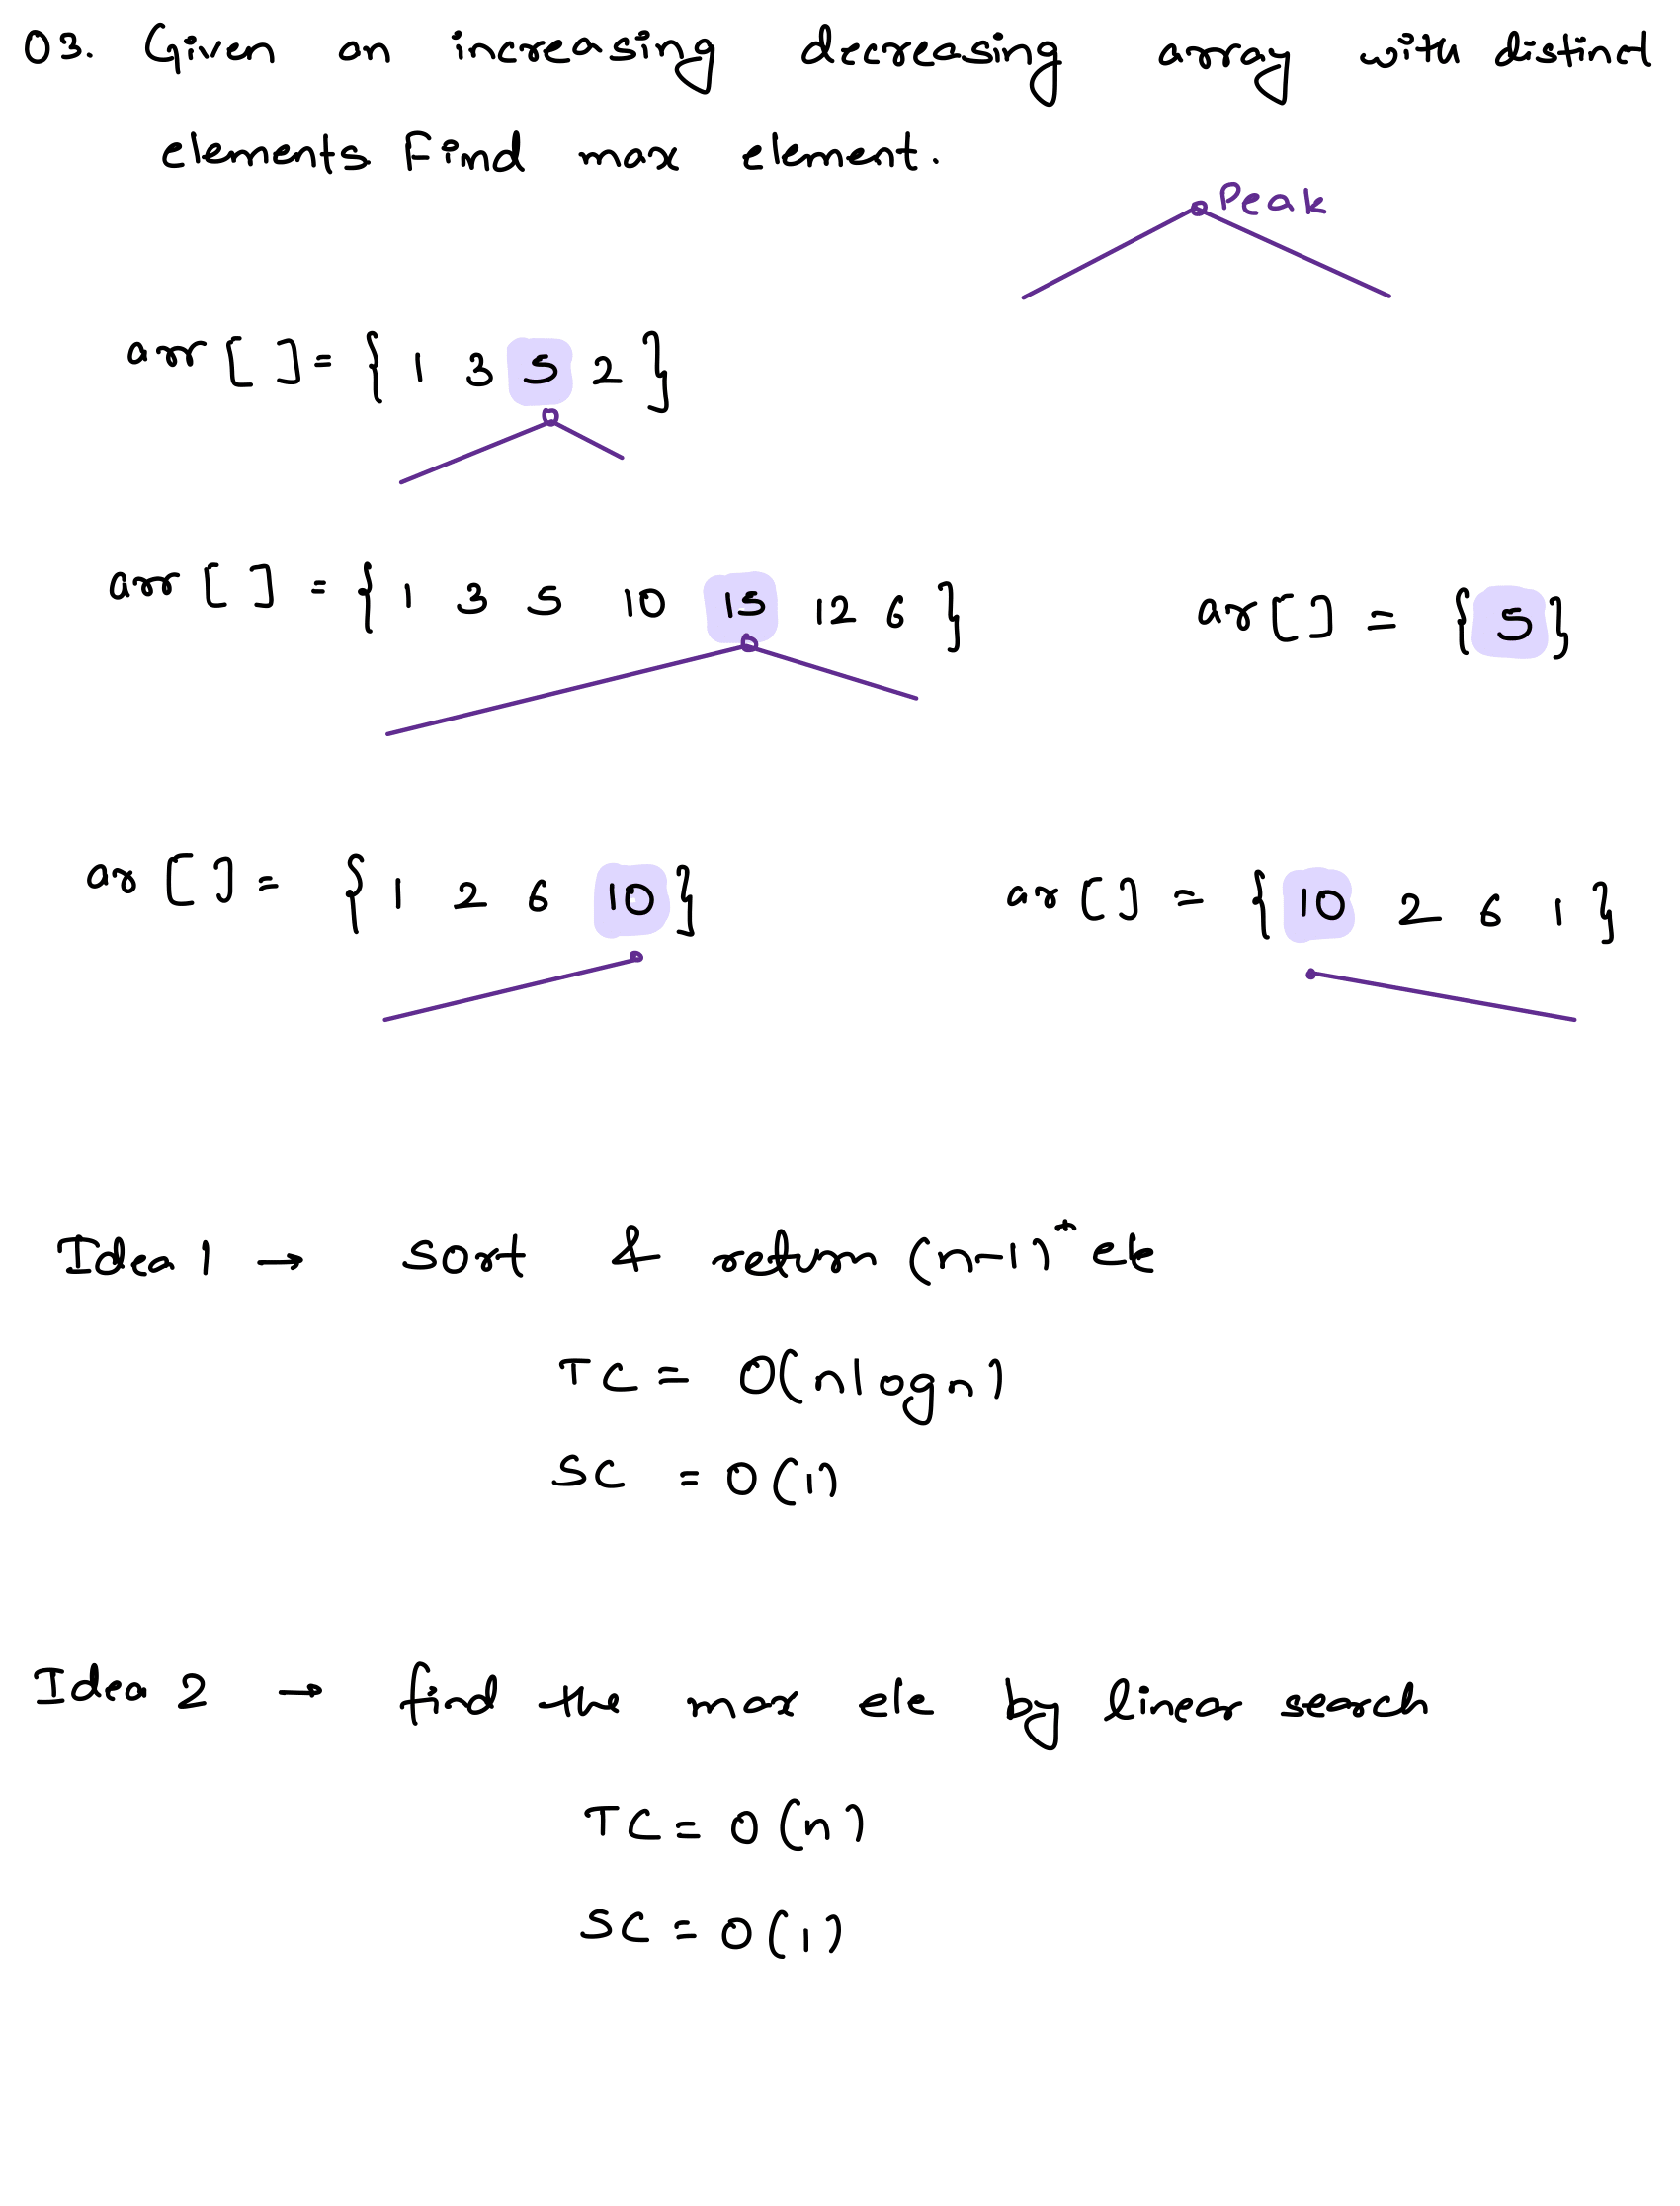 03. Given an increasing decreasing array with distinct
elements Find max element.
Peak
arr [ ] = { 1 3 5 2 }
arr [ ] = { 1 3 5 10 15 12 6 }
ar [ ] = { 5 }
ar [ ] = { 1 2 6 10 }
ar [ ] = { 10 2 6 1 }
Idea 1 → sort & return (n-1)th ele
TC = O(nlogn)
SC = O(1)
Idea 2 → find the max ele by linear search
TC = O(n)
SC = O(1)